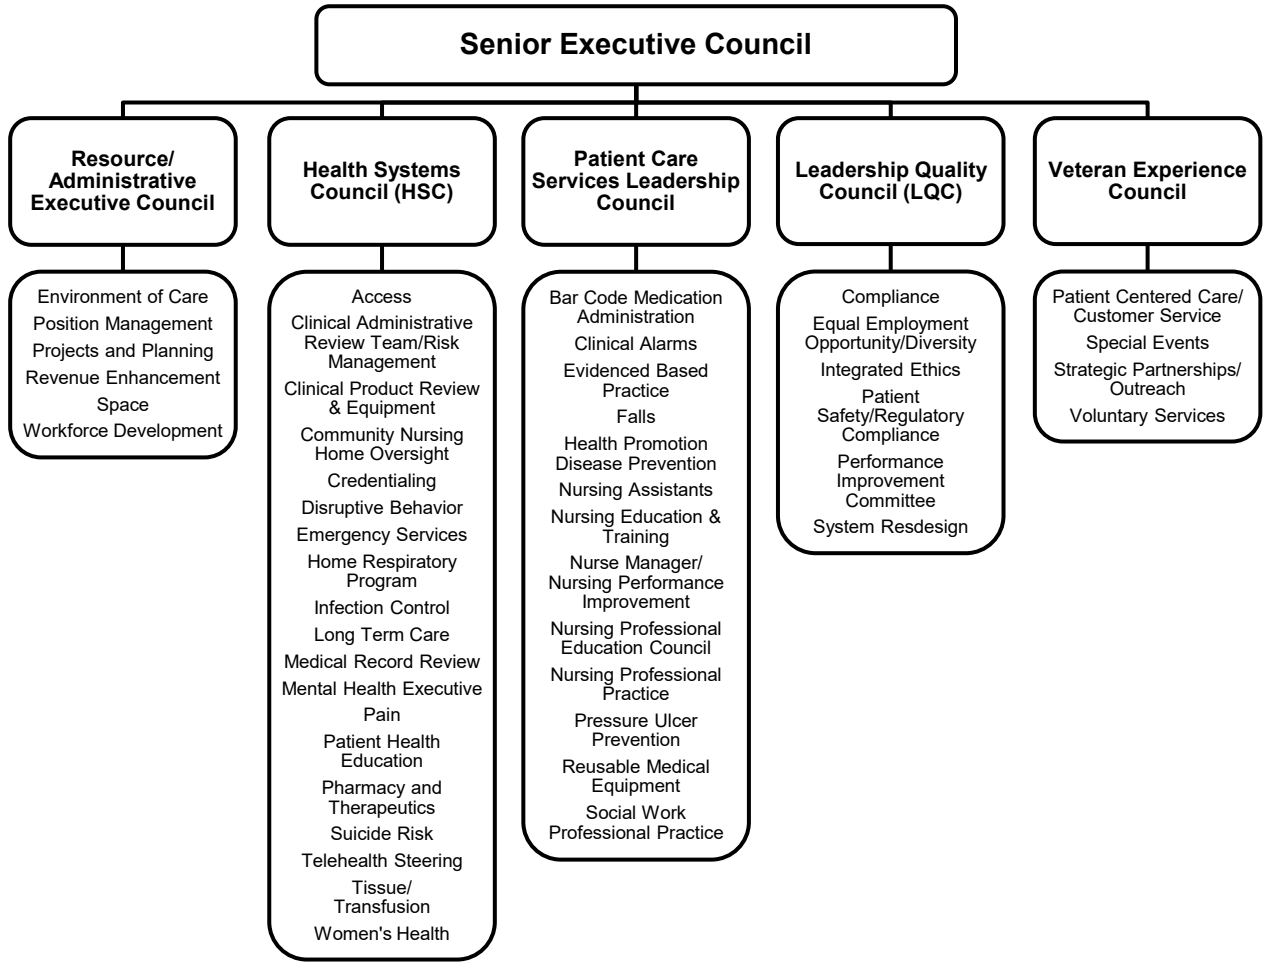 Senior Executive Council
Resource/
Administrative
Executive Council
Environment of Care
Position Management
Projects and Planning
Revenue Enhancement
Space
Workforce Development
Health Systems
Council (HSC)
Access
Clinical Administrative
Review Team/Risk
Management
Clinical Product Review
& Equipment
Community Nursing
Home Oversight
Credentialing
Disruptive Behavior
Emergency Services
Home Respiratory
Program
Infection Control
Long Term Care
Medical Record Review
Mental Health Executive
Pain
Patient Health
Education
Pharmacy and
Therapeutics
Suicide Risk
Telehealth Steering
Tissue/
Transfusion
Women's Health
Patient Care
Services Leadership
Council
Bar Code Medication
Administration
Clinical Alarms
Evidenced Based
Practice
Falls
Health Promotion
Disease Prevention
Nursing Assistants
Nursing Education &
Training
Nurse Manager/
Nursing Performance
Improvement
Nursing Professional
Education Council
Nursing Professional
Practice
Pressure Ulcer
Prevention
Reusable Medical
Equipment
Social Work
Professional Practice
Leadership Quality
Council (LQC)
Compliance
Equal Employment
Opportunity/Diversity
Integrated Ethics
Patient
Safety/Regulatory
Compliance
Performance
Improvement
Committee
System Resdesign
Veteran Experience
Council
Patient Centered Care/
Customer Service
Special Events
Strategic Partnerships/
Outreach
Voluntary Services